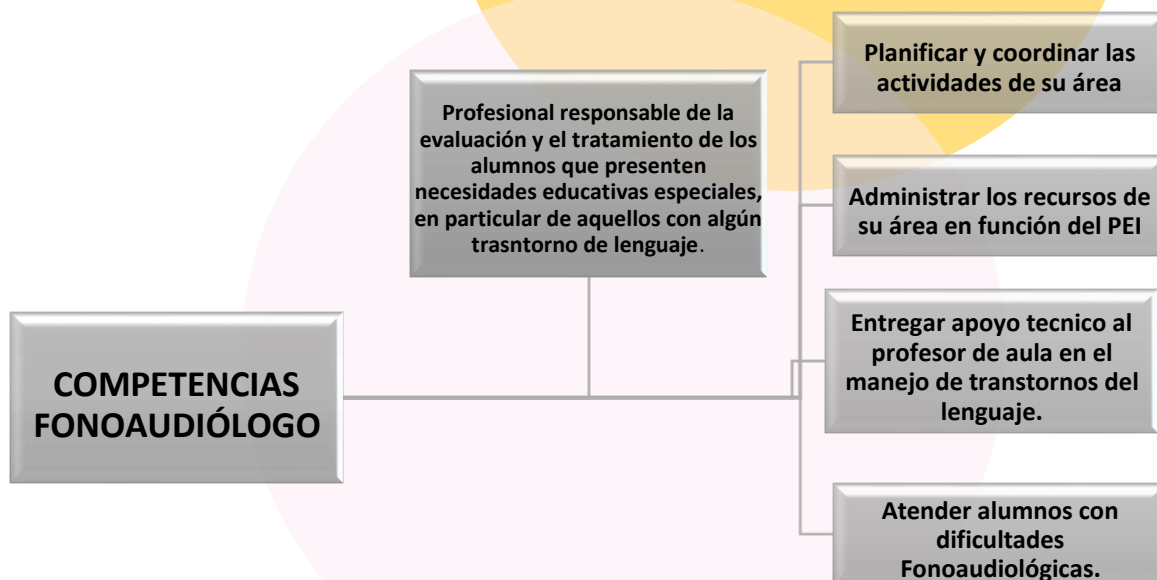 COMPETENCIAS
FONOAUDIÓLOGO
Profesional responsable de la
evaluación y el tratamiento de los
alumnos que presenten
necesidades educativas especiales,
en particular de aquellos con algún
trasntorno de lenguaje.
Planificar y coordinar las
actividades de su área
Administrar los recursos de
su área en función del PEI
Entregar apoyo tecnico al
profesor de aula en el
manejo de transtornos del
lenguaje.
Atender alumnos con
dificultades
Fonoaudiológicas.